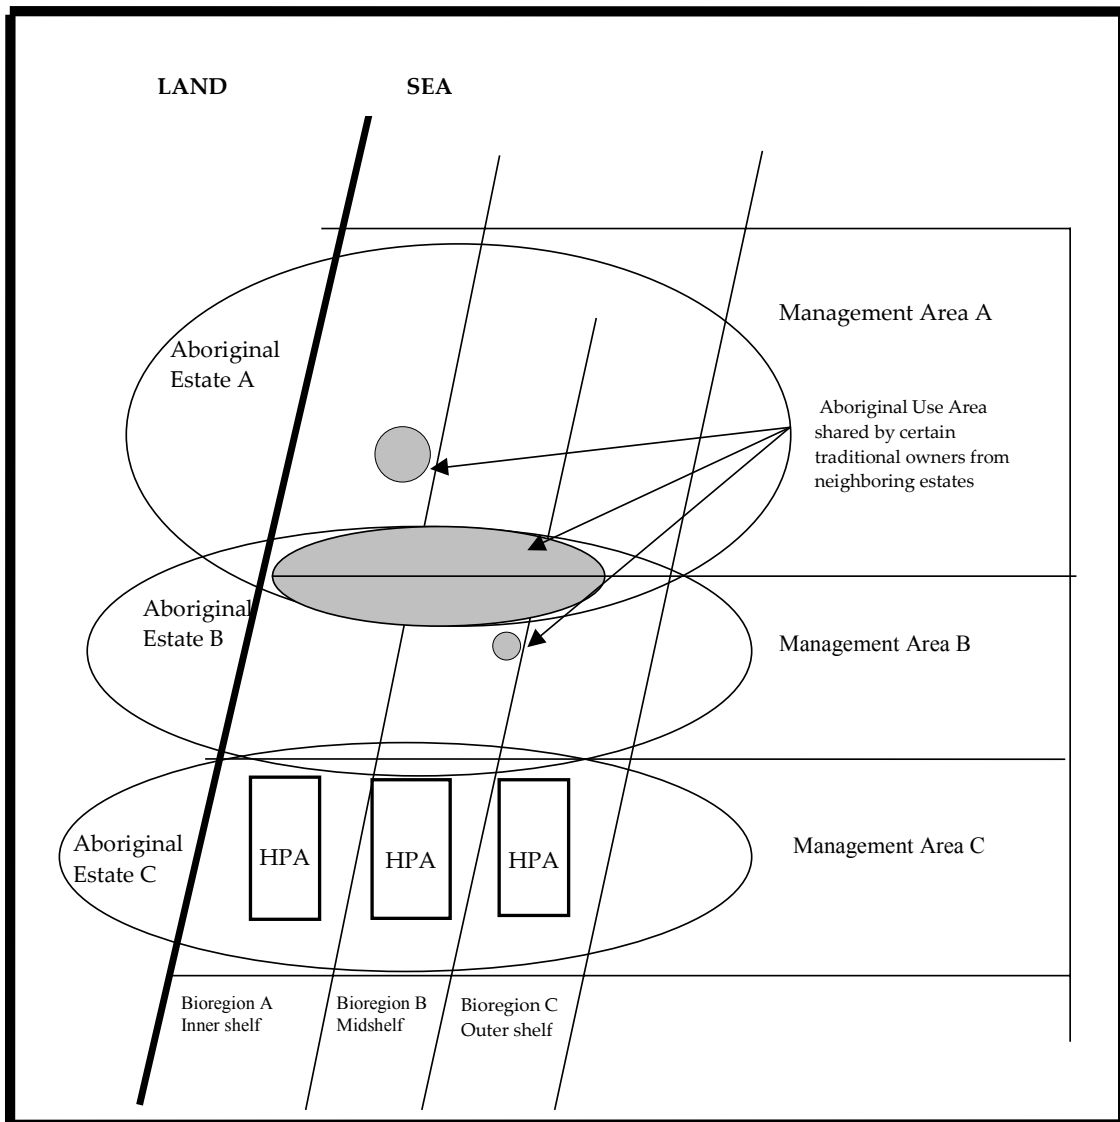 LAND
SEA
Management Area A
Aboriginal
Estate A
Aboriginal Use Area
shared by certain
traditional owners from
neighboring estates
Aboriginal
Estate B
Management Area B
Aboriginal
Estate C
HPA
HPA
HPA
Management Area C
Bioregion A
Inner shelf
Bioregion B
Midshelf
Bioregion C
Outer shelf